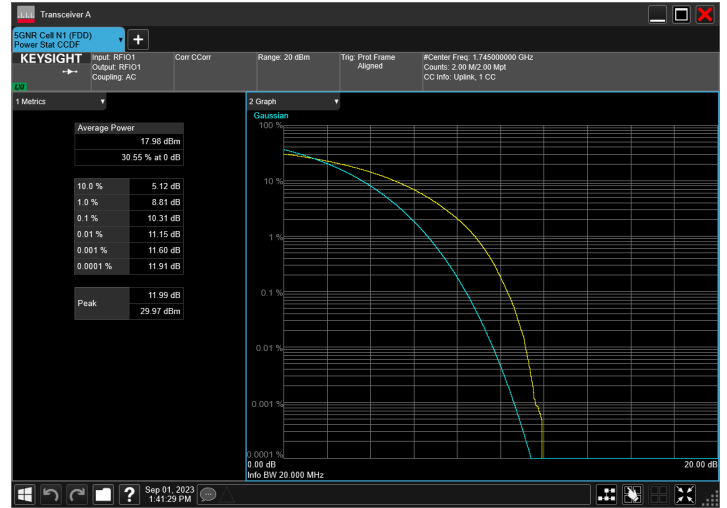 Transceiver A
5GNR Cell N1 (FDD)
Power Stat CCDF
KEYSIGHT
Input: RFIO1
Output: RFIO1
Coupling: AC
Corr CCorr
Range: 20 dBm
Trig: Prot Frame
Aligned
#Center Freq: 1.745000000 GHz
Counts: 2.00 M/2.00 Mpt
CC Info: Uplink, 1 CC
LXI
1 Metrics
Average Power
17.98 dBm
30.55 % at 0 dB
10.0 % 5.12 dB
1.0 % 8.81 dB
0.1 % 10.31 dB
0.01 % 11.15 dB
0.001 % 11.60 dB
0.0001 % 11.91 dB
Peak
11.99 dB
29.97 dBm
2 Graph
Gaussian
100 %
10 %
1 %
0.1 %
0.01 %
0.001 %
0.0001 %
0.00 dB
20.00 dB
Info BW 20.000 MHz
Sep 01, 2023
1:41:29 PM